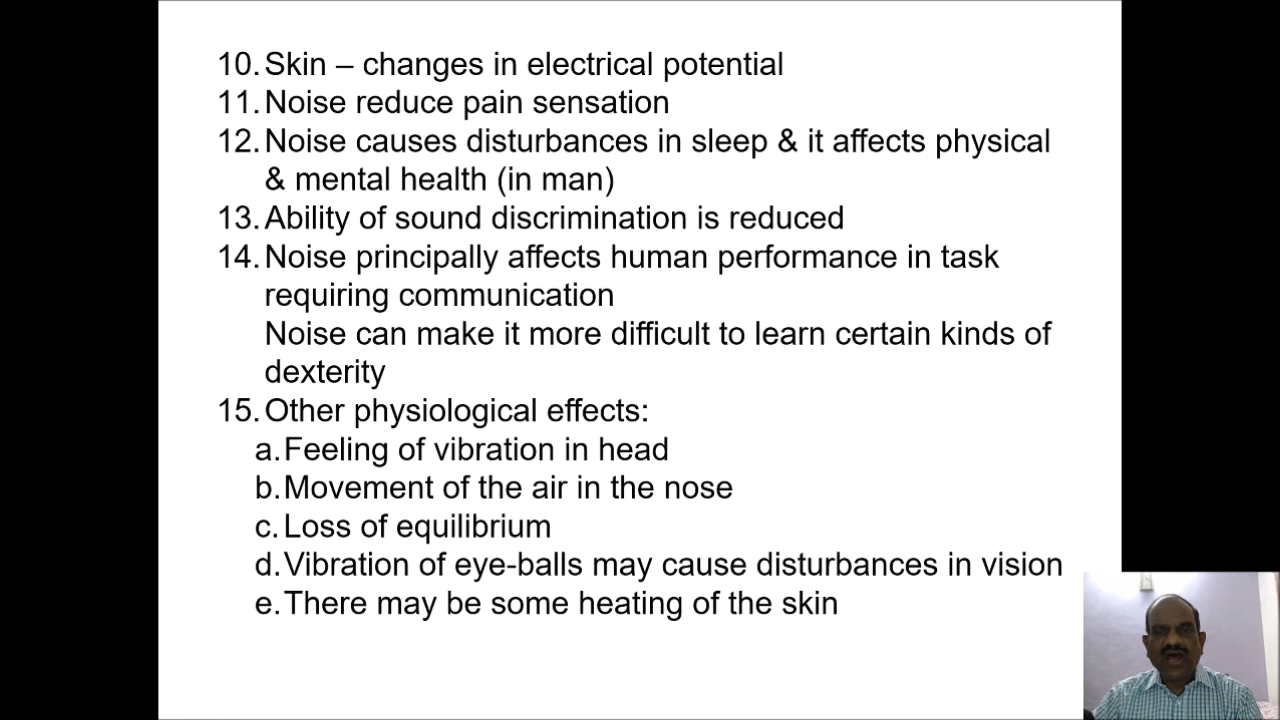 10. Skin – changes in electrical potential
11. Noise reduce pain sensation
12. Noise causes disturbances in sleep & it affects physical
& mental health (in man)
13. Ability of sound discrimination is reduced
14. Noise principally affects human performance in task
requiring communication
Noise can make it more difficult to learn certain kinds of
dexterity
15. Other physiological effects:
a. Feeling of vibration in head
b. Movement of the air in the nose
c. Loss of equilibrium
d. Vibration of eye-balls may cause disturbances in vision
e. There may be some heating of the skin